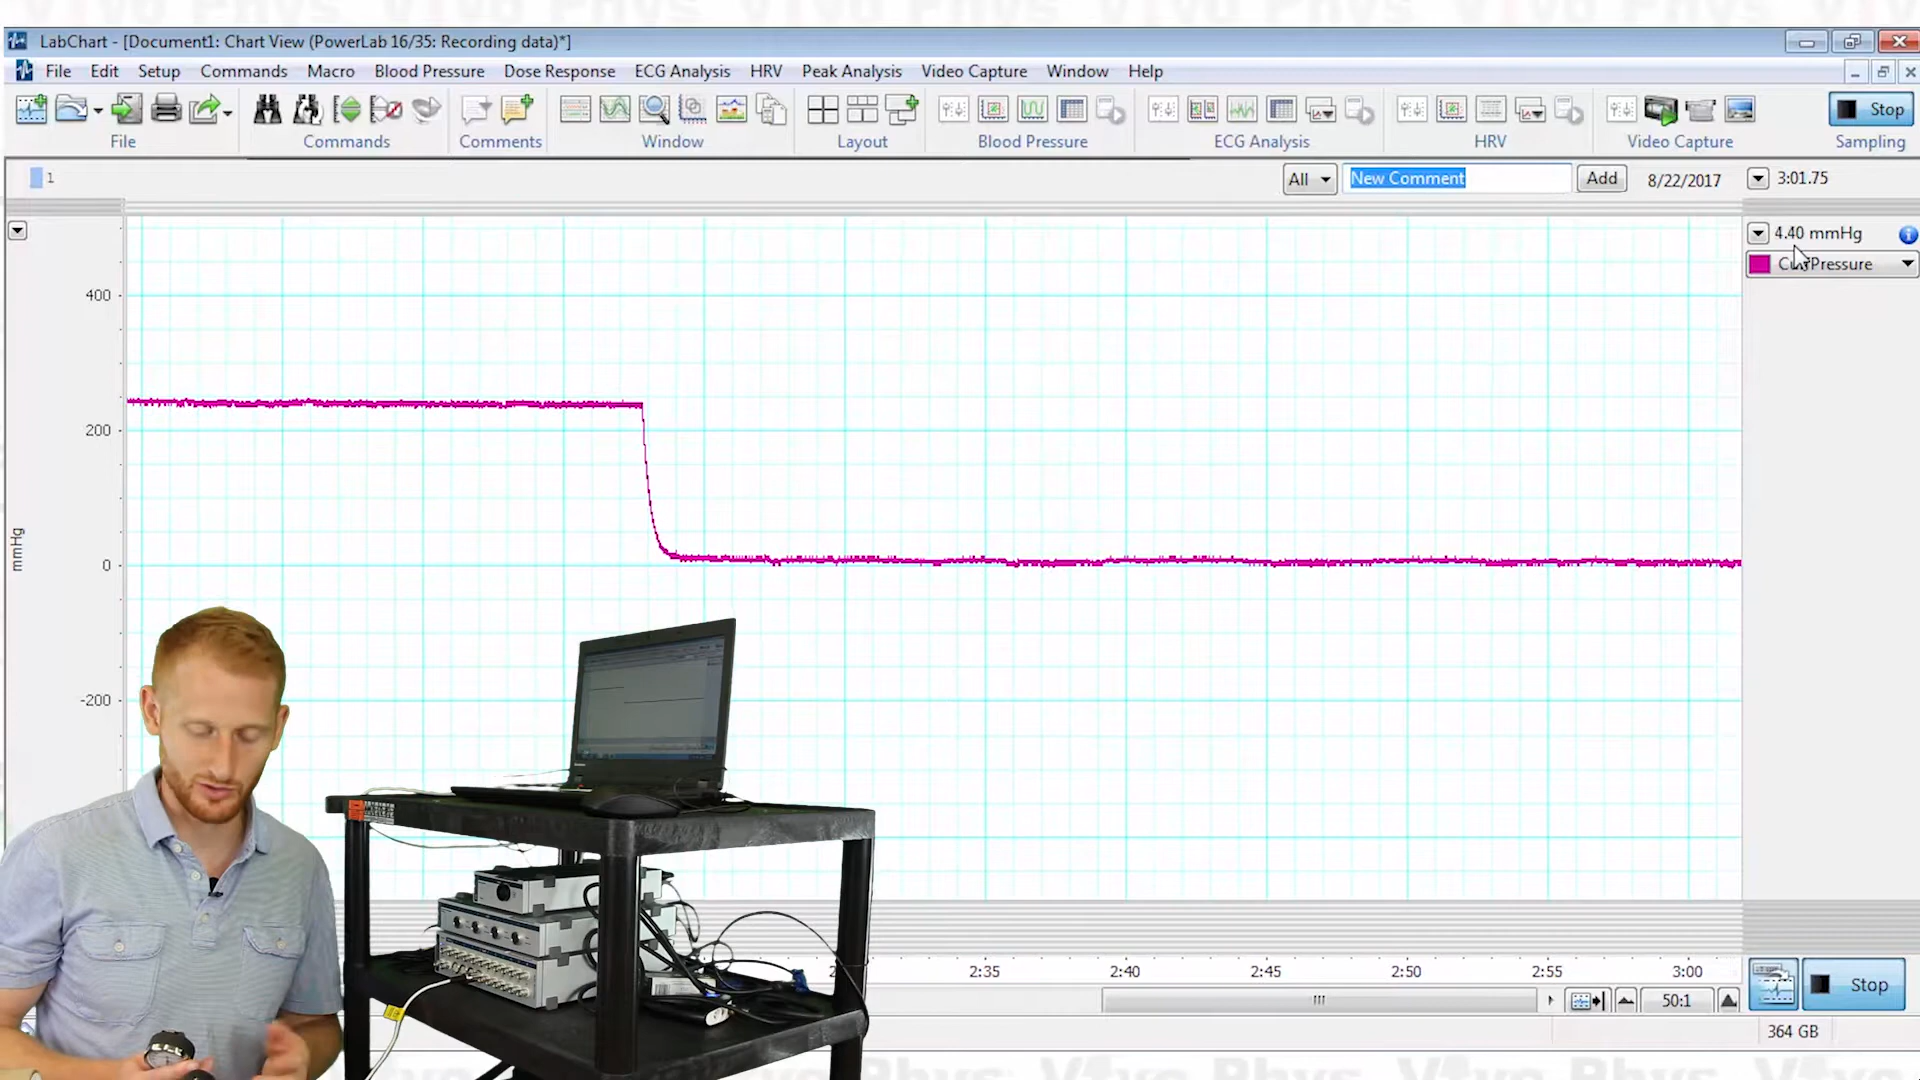 LabChart - [Document1: Chart View (PowerLab 16/35: Recording data)*]
File Edit Setup Commands Macro Blood Pressure Dose Response ECG Analysis HRV Peak Analysis Video Capture Window Help
Stop
File Commands Comments Window Layout Blood Pressure ECG Analysis HRV Video Capture Sampling
1 All New Comment Add 8/22/2017 3:01.75
4.40 mmHg
Pressure
400
200
0
-200
mmHg
2:35 2:40 2:45 2:50 2:55 3:00
Stop
50:1
364 GB
Phys